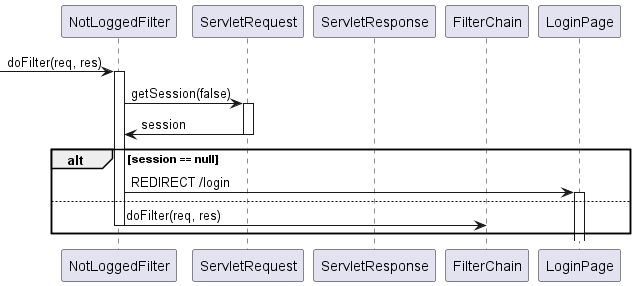 NotLoggedFilter
ServletRequest
ServletResponse
FilterChain
LoginPage
doFilter(req, res)
getSession(false)
session
alt
[session == null]
REDIRECT /login
doFilter(req, res)
NotLoggedFilter
ServletRequest
ServletResponse
FilterChain
LoginPage